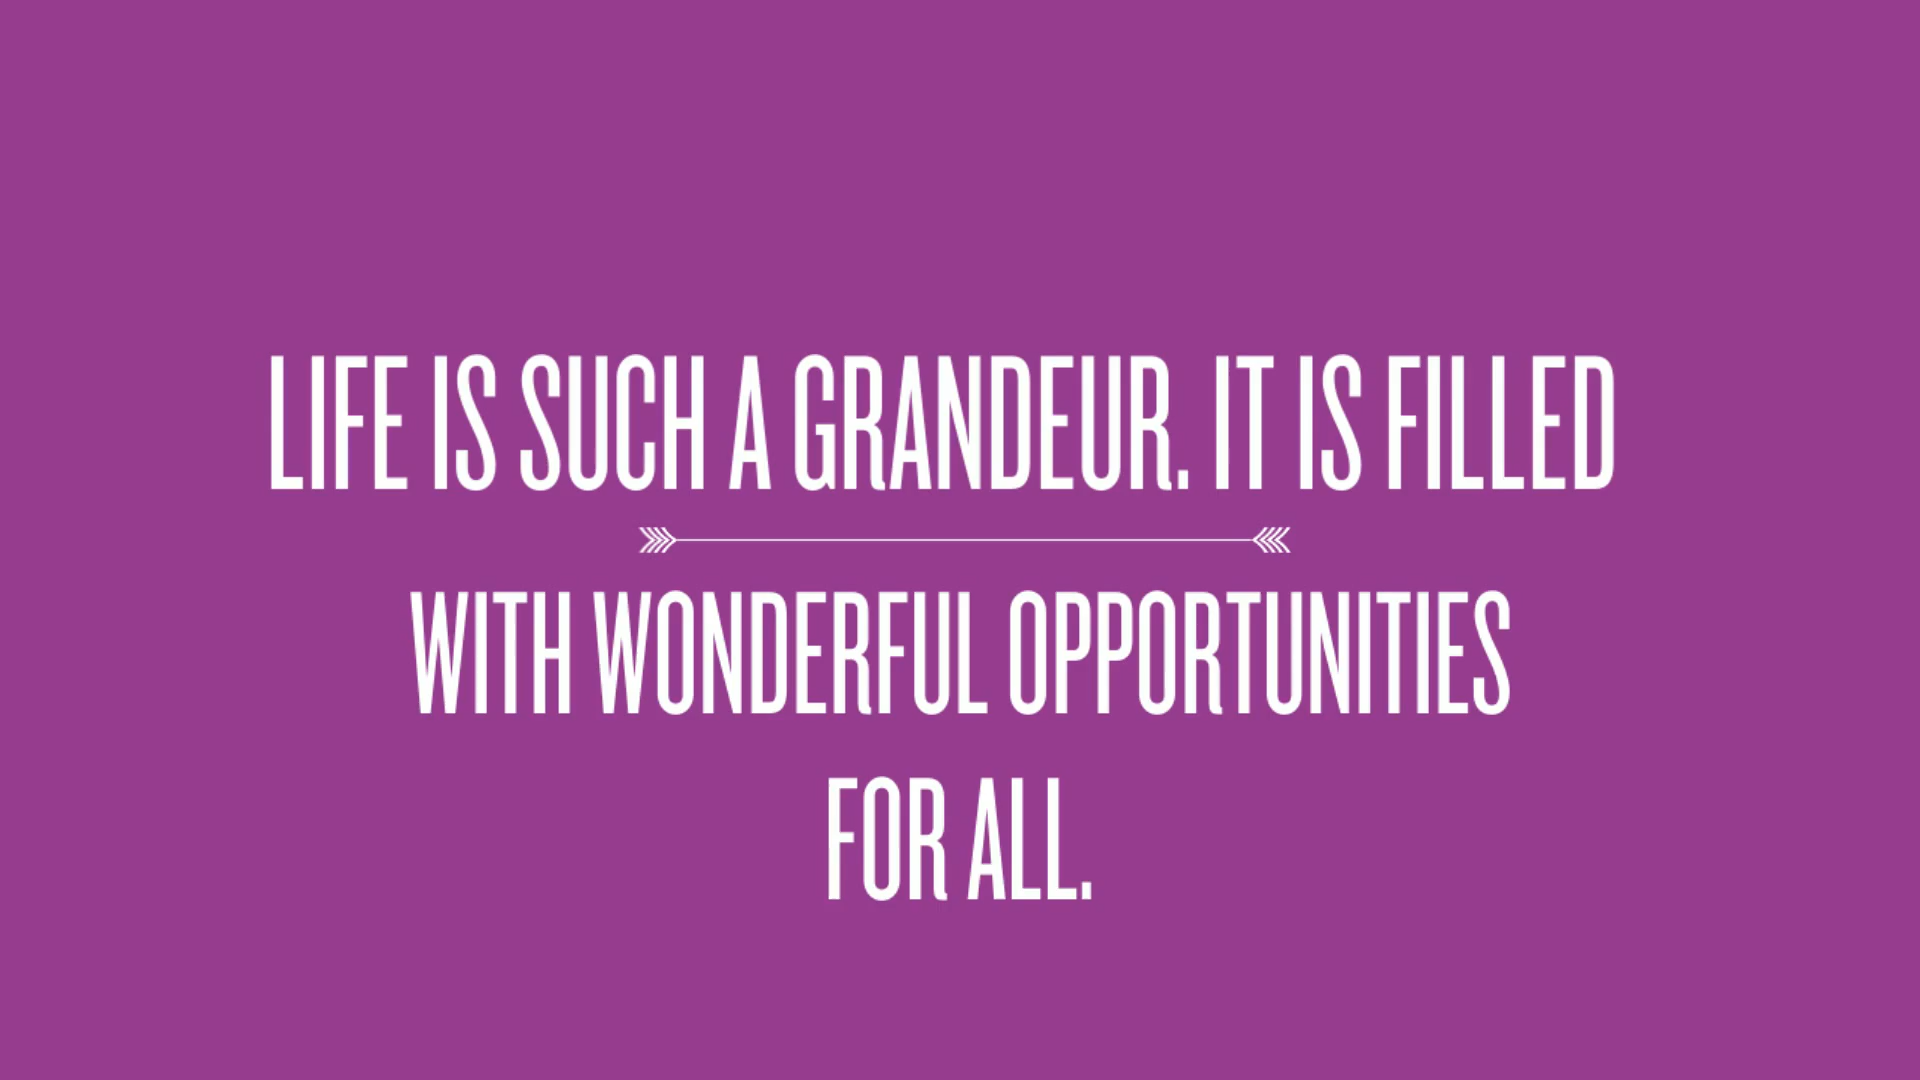 LIFE IS SUCH A GRANDEUR. IT IS FILLED
WITH WONDERFUL OPPORTUNITIES
FOR ALL.